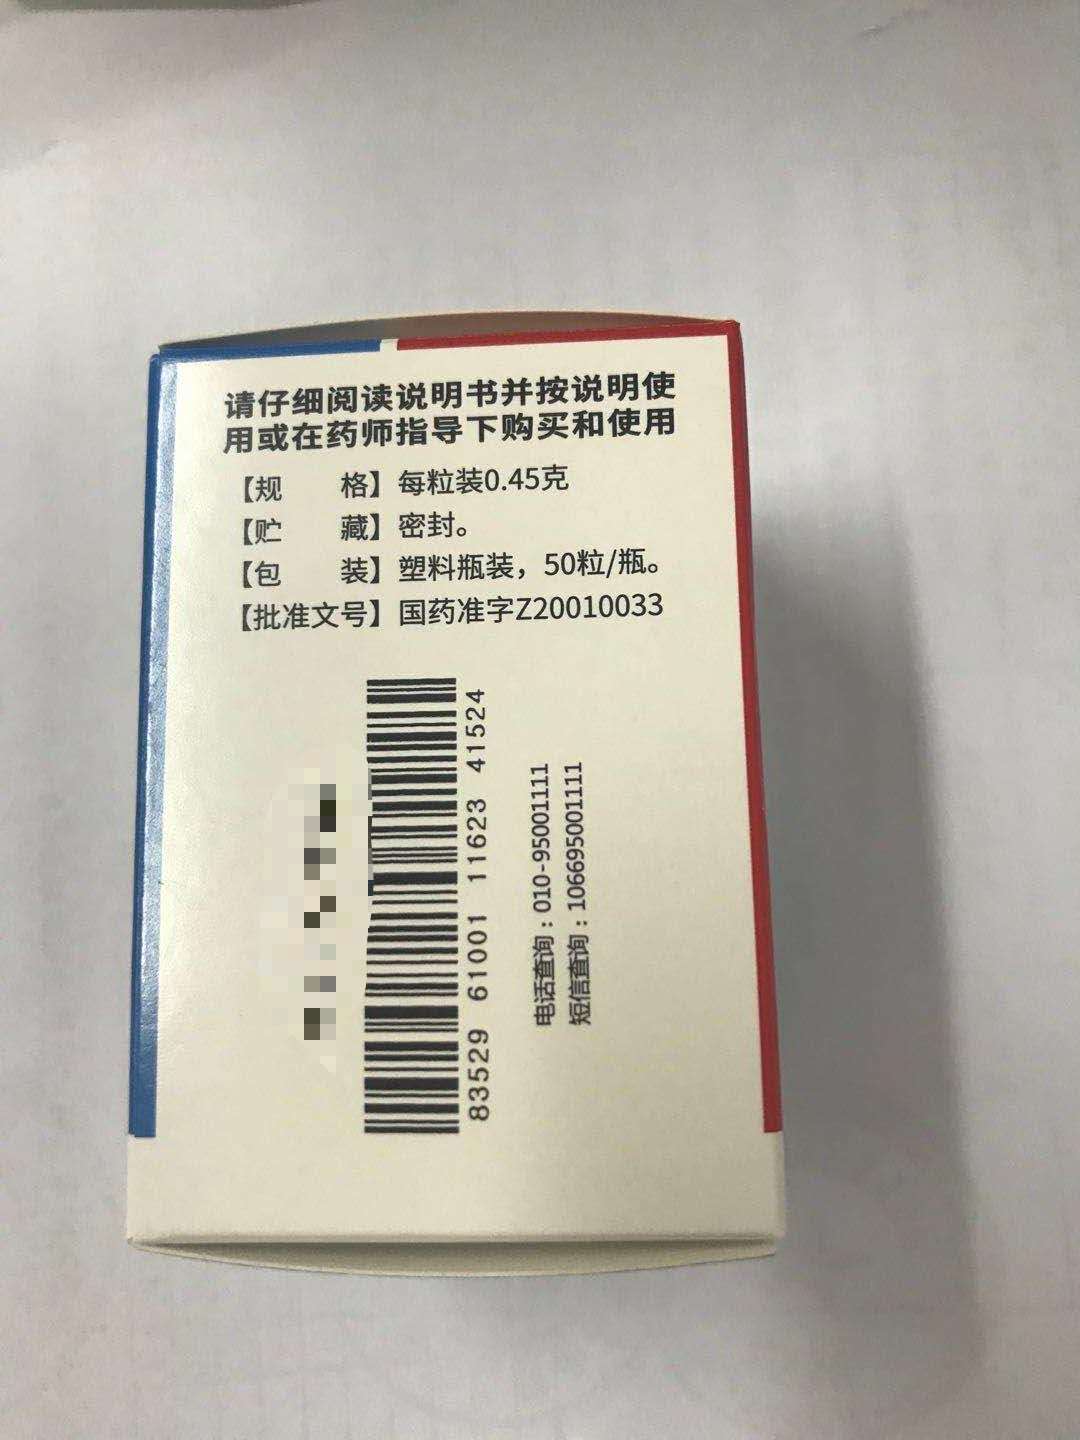 请仔细阅读说明书并按说明使
用或在药师指导下购买和使用
【规 格】每粒装0.45克
【贮 藏】密封。
【包 装】塑料瓶装，50粒/瓶。
【批准文号】国药准字Z20010033
83529 61001 11623 41524
电话查询：010-95001111
短信查询：106695001111